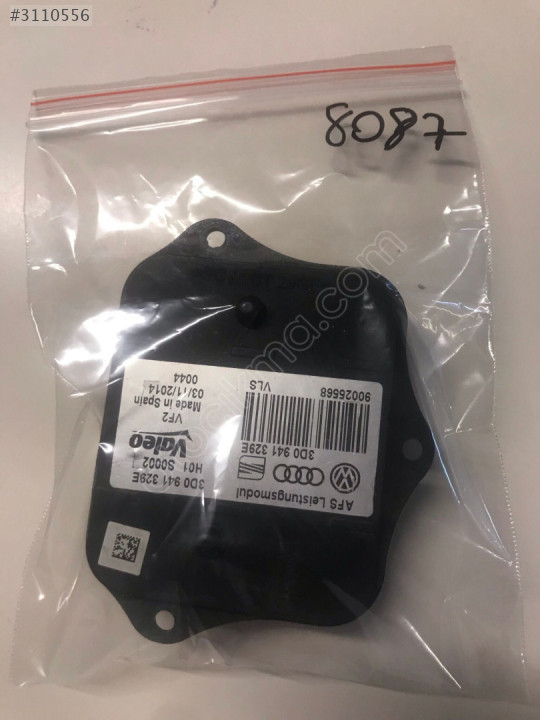 #3110556
8087
AFS Leistungsmodul
3D0 941 329E
90025568
VLS
3D0 941 329E
H01 S0002
Valeo
VF2
Made in Spain
03/11/2014
0044